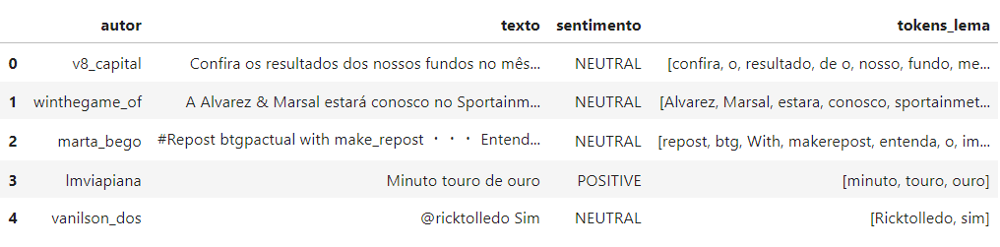 autor texto sentimento tokens_lema
0 v8_capital Confira os resultados dos nossos fundos no mês... NEUTRAL [confira, o, resultado, de o, nosso, fundo, me...
1 winthegame_of A Alvarez & Marsal estará conosco no Sportainm... NEUTRAL [Alvarez, Marsal, estara, conosco, sportainmet...
2 marta_bego #Repost btgpactual with make_repost ・・・ Entend... NEUTRAL [repost, btg, With, makerepost, entenda, o, im...
3 lmviapiana Minuto touro de ouro POSITIVE [minuto, touro, ouro]
4 vanilson_dos @ricktolledo Sim NEUTRAL [Ricktolledo, sim]